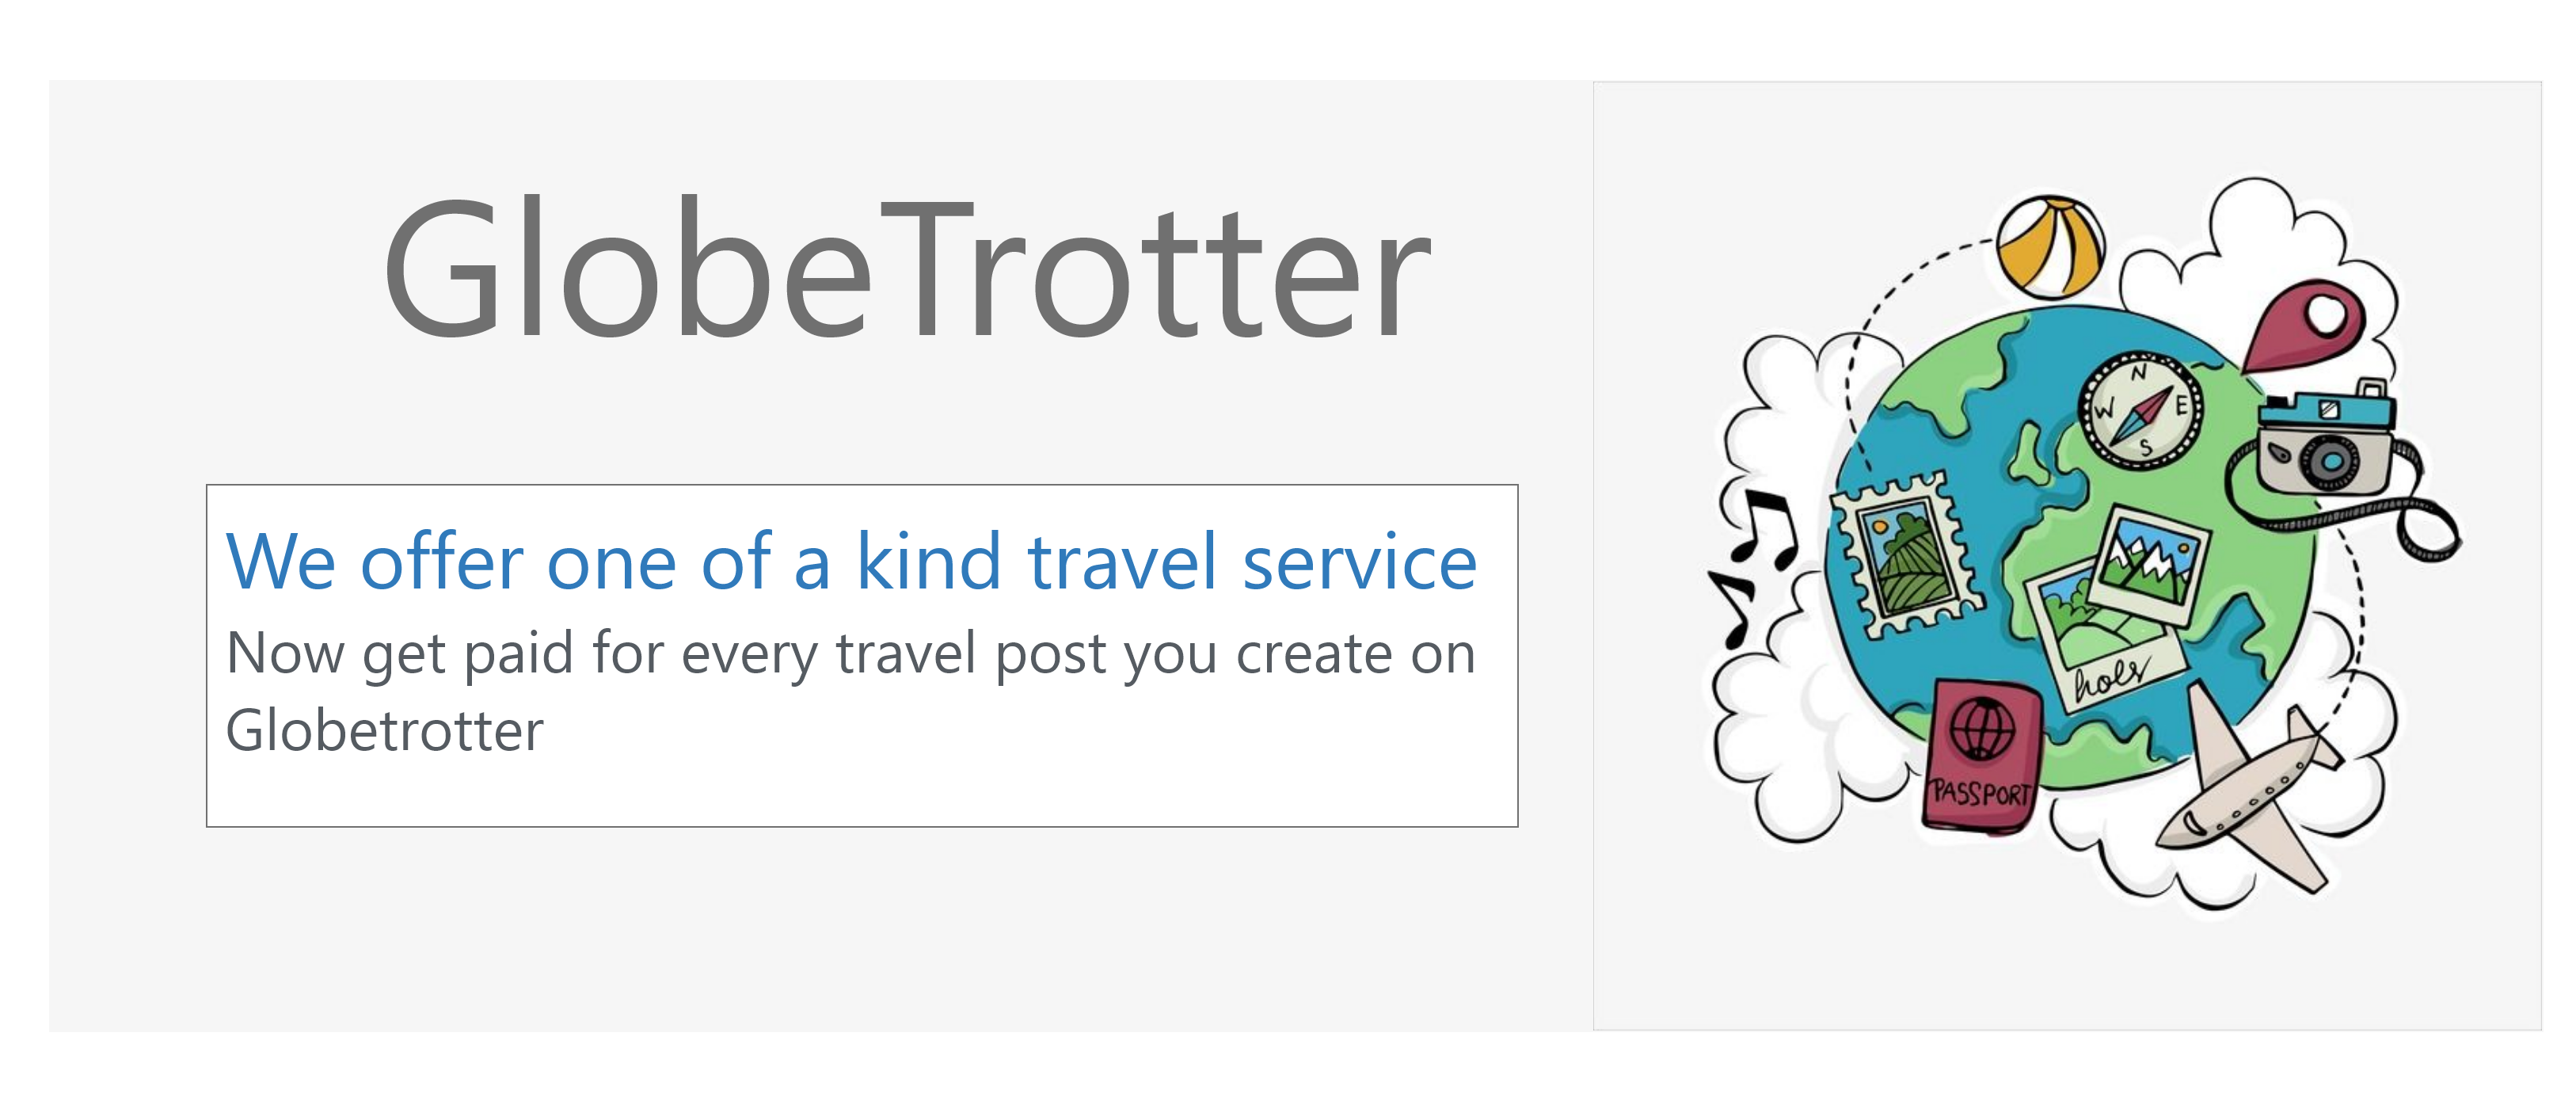 GlobeTrotter
We offer one of a kind travel service
Now get paid for every travel post you create on
Globetrotter
N
W E
S
hols
PASSPORT